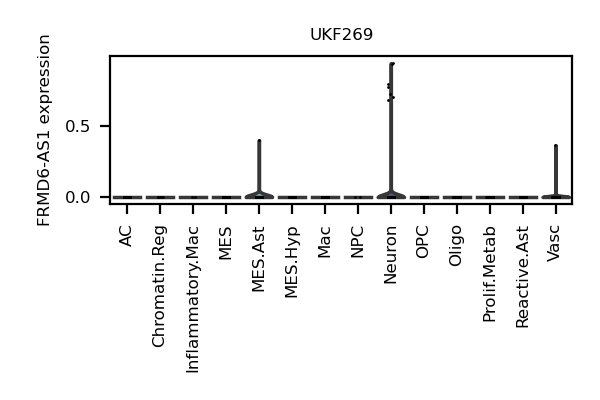 UKF269
FRMD6-AS1 expression
0.5
0.0
AC
Chromatin.Reg
Inflammatory.Mac
MES
MES.Ast
MES.Hyp
Mac
NPC
Neuron
OPC
Oligo
Prolif.Metab
Reactive.Ast
Vasc